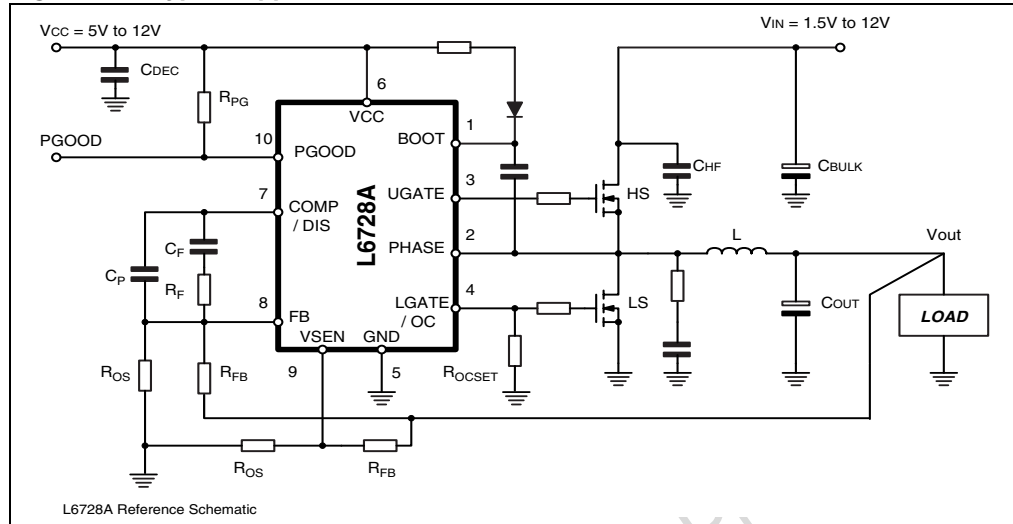 VCC = 5V to 12V
VIN = 1.5V to 12V
CDEC
6
RPG
VCC
1
BOOT
PGOOD
10
PGOOD
CHF
CBULK
3
UGATE
HS
7
COMP
/ DIS
L6728A
2
PHASE
L
Vout
CF
CP
RF
4
LGATE
/ OC
LS
COUT
LOAD
8
FB
VSEN
GND
ROS
RFB
9
5
ROCSET
ROS
RFB
L6728A Reference Schematic